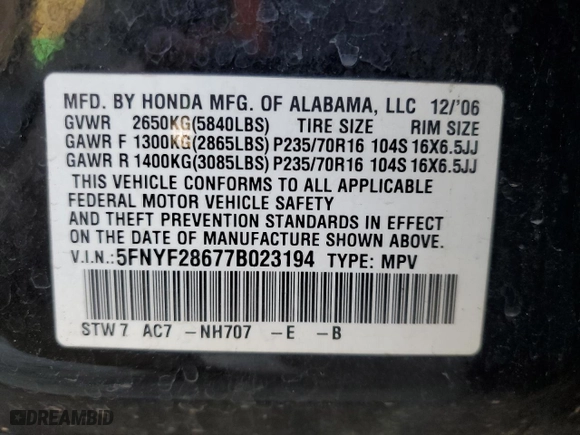 MFD. BY HONDA MFG. OF ALABAMA, LLC 12/'06
GVWR 2650KG(5840LBS) TIRE SIZE RIM SIZE
GAWR F 1300KG(2865LBS) P235/70R16 104S 16X6.5JJ
GAWR R 1400KG(3085LBS) P235/70R16 104S 16X6.5JJ
THIS VEHICLE CONFORMS TO ALL APPLICABLE
FEDERAL MOTOR VEHICLE SAFETY
AND THEFT PREVENTION STANDARDS IN EFFECT
ON THE DATE OF MANUFACTURE SHOWN ABOVE.
V.I.N.:5FNYF28677B023194 TYPE: MPV
STW7 AC7 -NH707 -E -B
DREAMBID